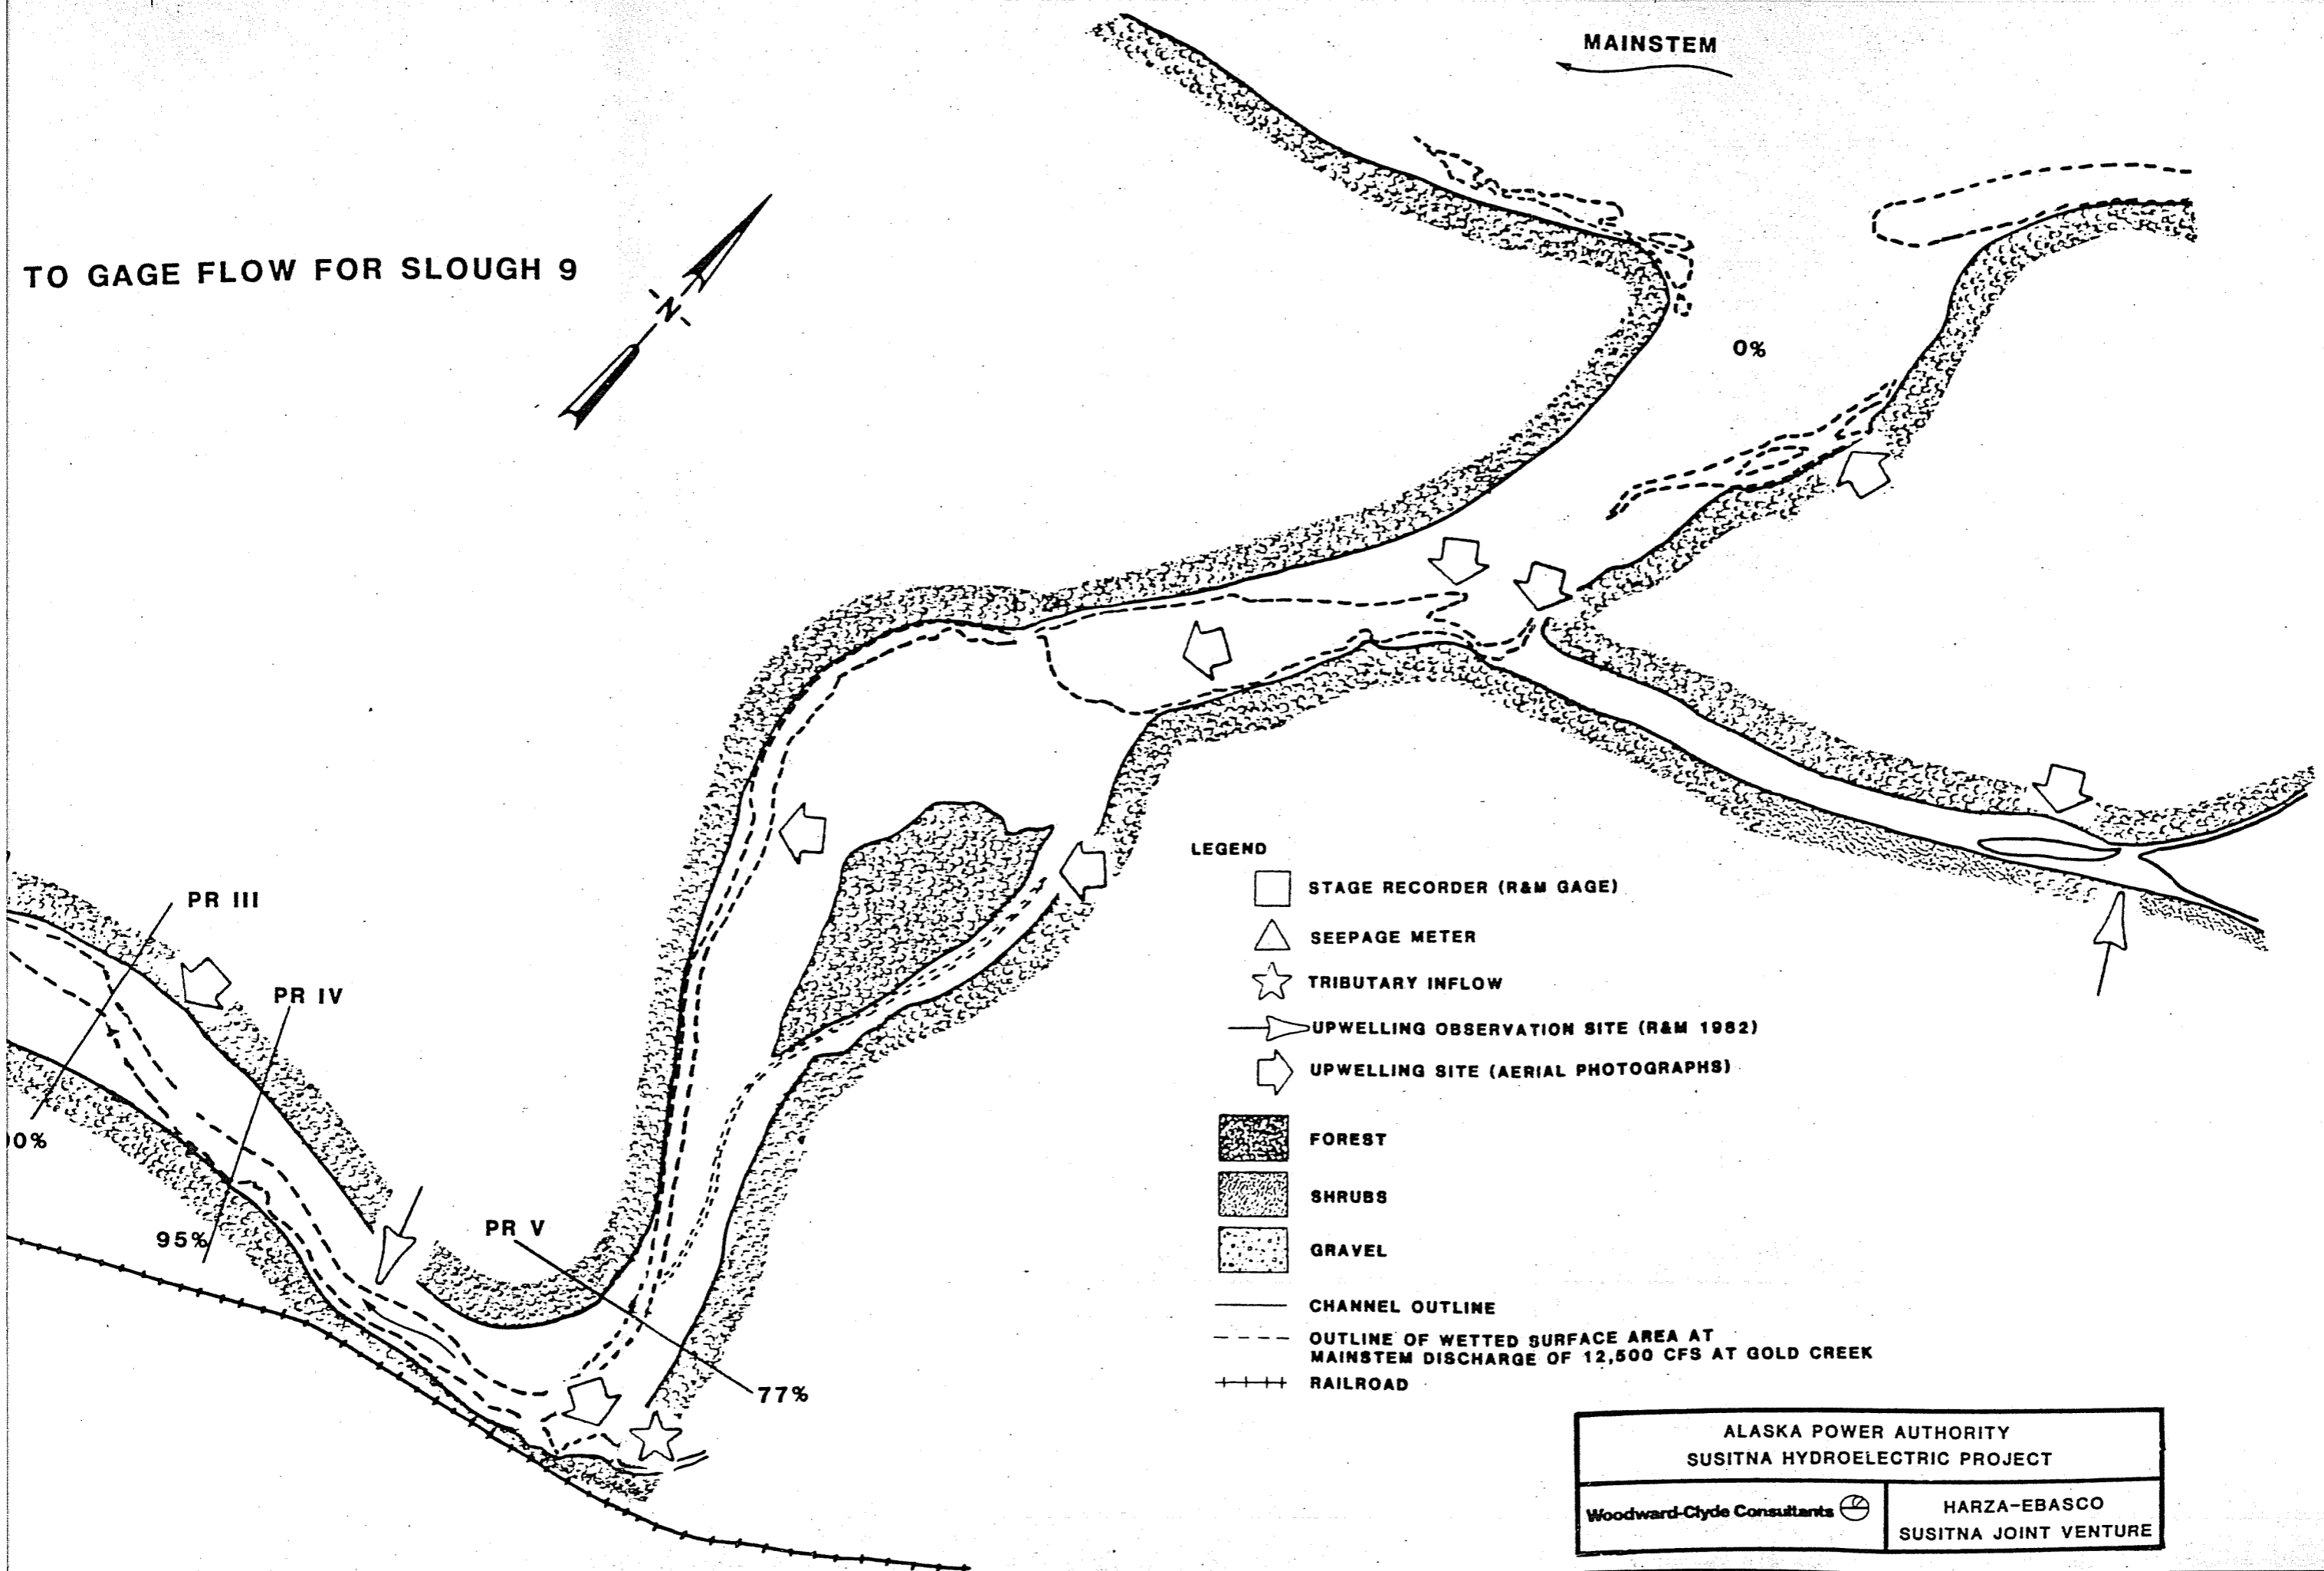 MAINSTEM
TO GAGE FLOW FOR SLOUGH 9
N
0%
PR III
PR IV
PR V
95%
77%
LEGEND
STAGE RECORDER (R&M GAGE)
SEEPAGE METER
TRIBUTARY INFLOW
UPWELLING OBSERVATION SITE (R&M 1982)
UPWELLING SITE (AERIAL PHOTOGRAPHS)
FOREST
SHRUBS
GRAVEL
CHANNEL OUTLINE
OUTLINE OF WETTED SURFACE AREA AT
MAINSTEM DISCHARGE OF 12,500 CFS AT GOLD CREEK
RAILROAD
ALASKA POWER AUTHORITY
SUSITNA HYDROELECTRIC PROJECT
Woodward-Clyde Consultants
HARZA-EBASCO
SUSITNA JOINT VENTURE